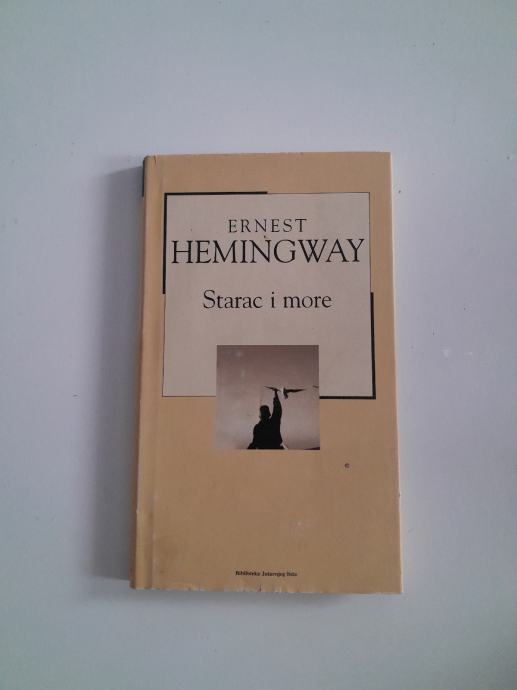 ERNEST
HEMINGWAY
Starac i more
Biblioteka Jutarnjeg lista